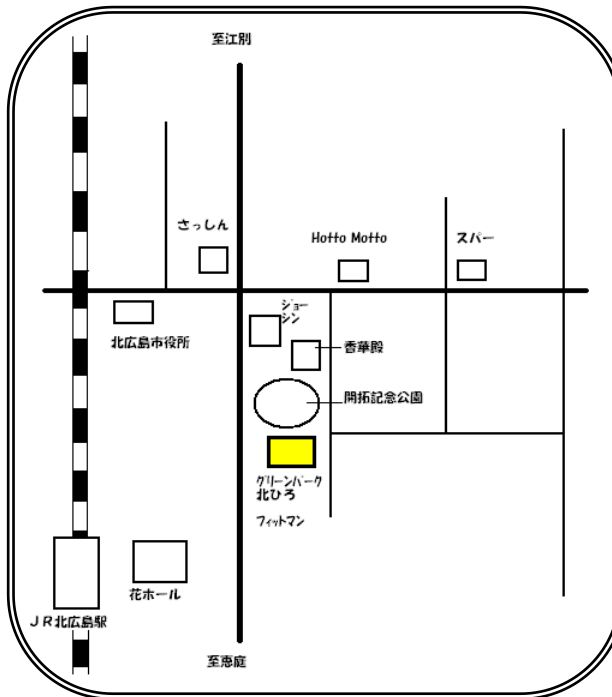 至江別
さっしん
Hotto Motto
スパー
ジョー
シン
北広島市役所
香華殿
開拓記念公園
グリーンパーク
北ひろ
フィットマン
花ホール
JR北広島駅
至恵庭